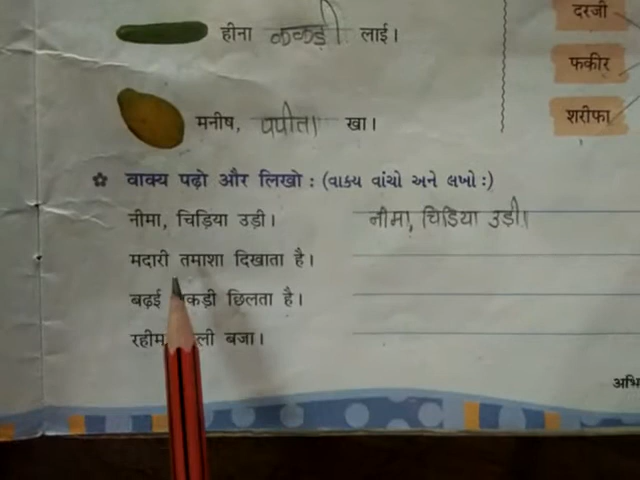 हीना ककड़ी लाई।
दरजी
फकीर
मनीष, पपीता खा।
शरीफा
✿ वाक्य पढ़ो और लिखो : (વાક્ય વાંચો અને લખો :)
नीमा, चिड़िया उड़ी। नीमा, चिडिया उड़ी।
मदारी तमाशा दिखाता है।
बढ़ई कड़ी छिलता है।
रहीम ली बजा।
अभि